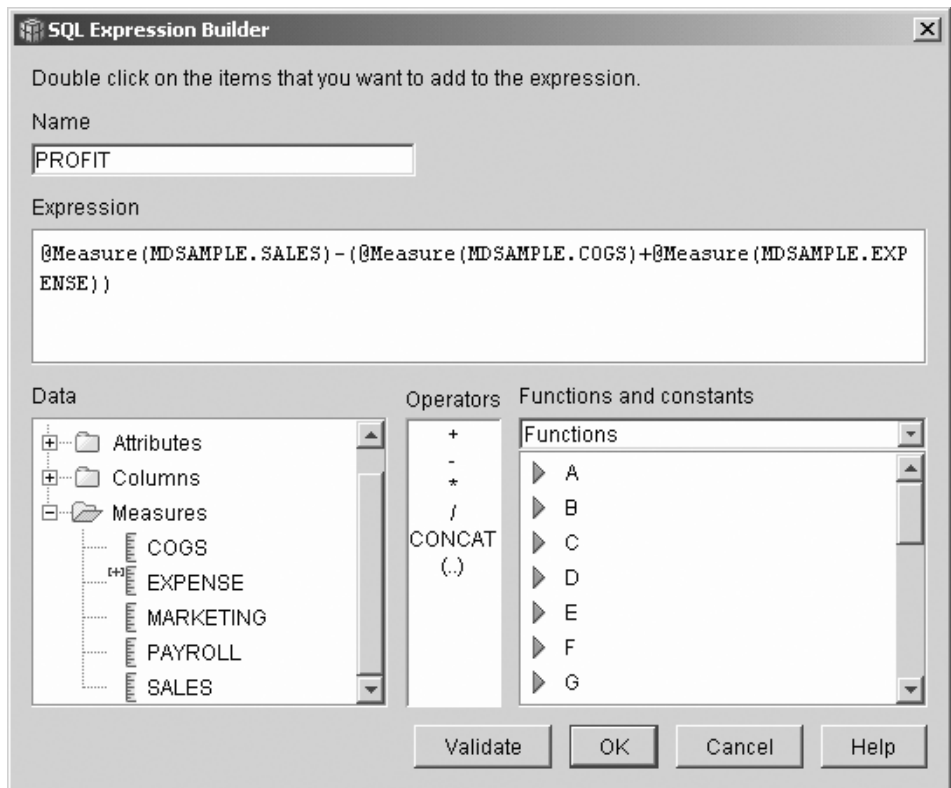 SQL Expression Builder
Double click on the items that you want to add to the expression.
Name
PROFIT
Expression
@Measure(MDSAMPLE.SALES)-(@Measure(MDSAMPLE.COGS)+@Measure(MDSAMPLE.EXP
ENSE))
Data
Attributes
Columns
Measures
COGS
[+] EXPENSE
MARKETING
PAYROLL
SALES
Operators
+
-
*
/
CONCAT
(..)
Functions and constants
Functions
A
B
C
D
E
F
G
Validate
OK
Cancel
Help